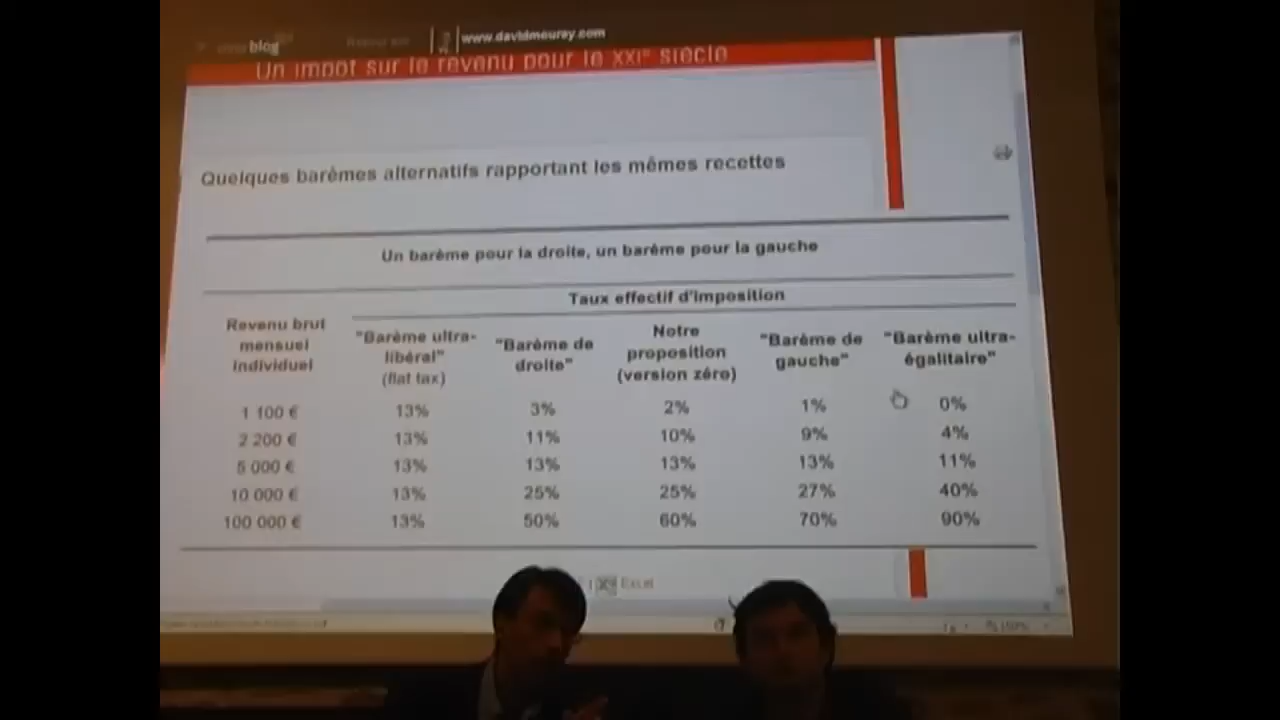 blog
www.davidmourey.com
Un impôt sur le revenu pour le XXIe siècle
Quelques barèmes alternatifs rapportant les mêmes recettes
Un barème pour la droite, un barème pour la gauche
Taux effectif d'imposition
Revenu brut mensuel individuel
"Barème ultra-libéral" (flat tax)
"Barème de droite"
Notre proposition (version zéro)
"Barème de gauche"
"Barème ultra-égalitaire"
1 100 € 13% 3% 2% 1% 0%
2 200 € 13% 11% 10% 9% 4%
5 000 € 13% 13% 13% 13% 11%
10 000 € 13% 25% 25% 27% 40%
100 000 € 13% 50% 60% 70% 90%
Excel